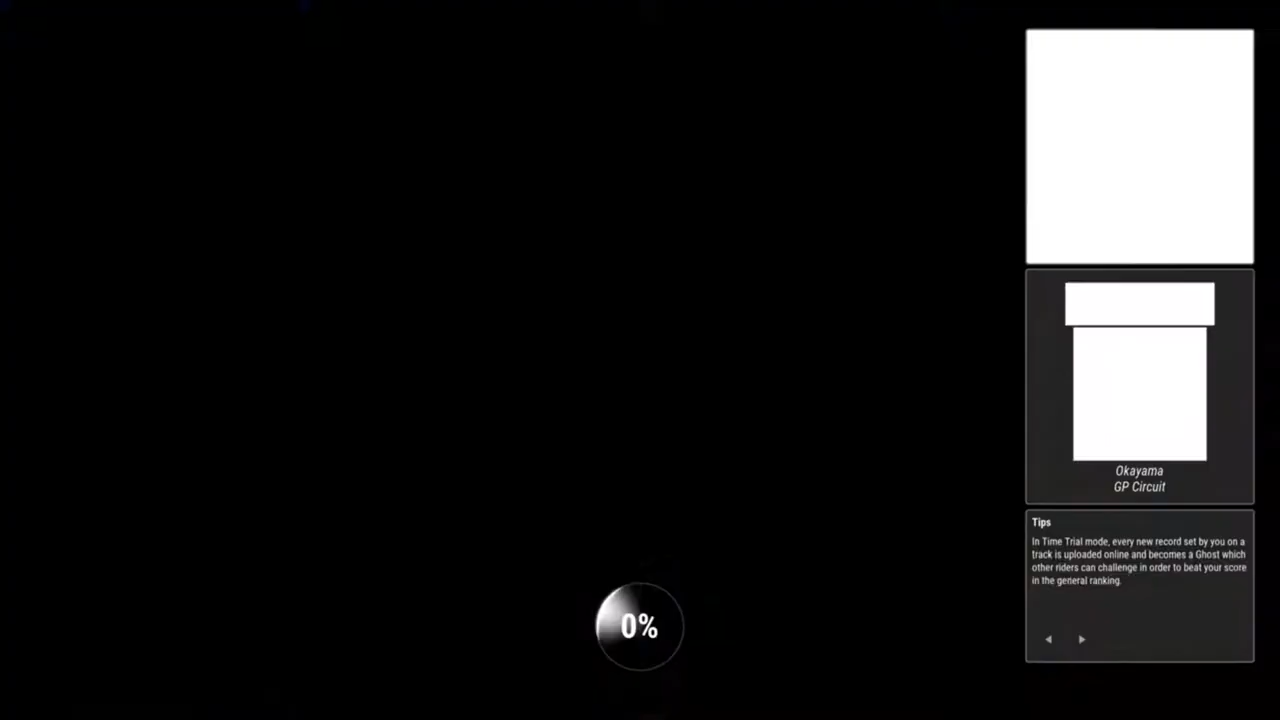 Okayama
GP Circuit
Tips
In Time Trial mode, every new record set by you on a
track is uploaded online and becomes a Ghost which
other riders can challenge in order to beat your score
in the general ranking.
0%